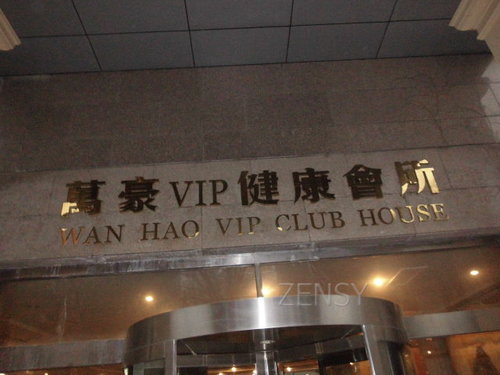 萬豪VIP健康會所
WAN HAO VIP CLUB HOUSE
ZENSY